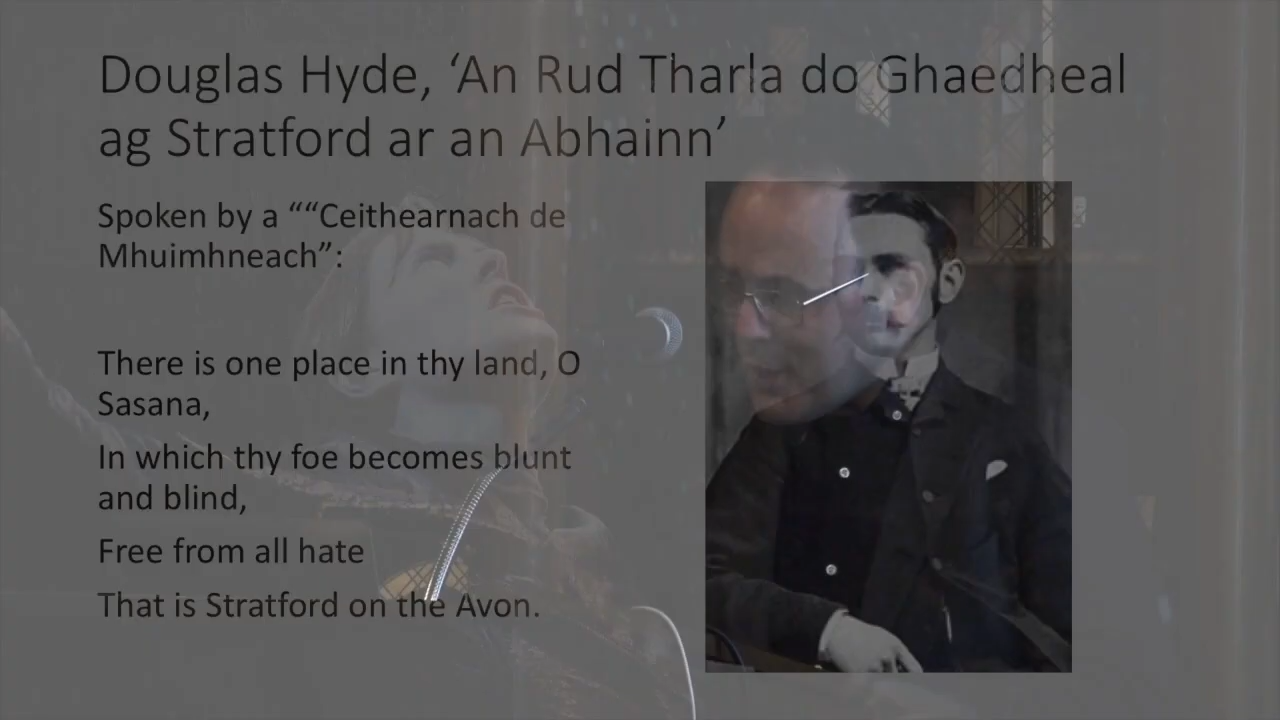 Douglas Hyde, ‘An Rud Tharla do Ghaedheal
ag Stratford ar an Abhainn’
Spoken by a ““Ceithearnach de
Mhuimhneach”:
There is one place in thy land, O
Sasana,
In which thy foe becomes blunt
and blind,
Free from all hate
That is Stratford on the Avon.